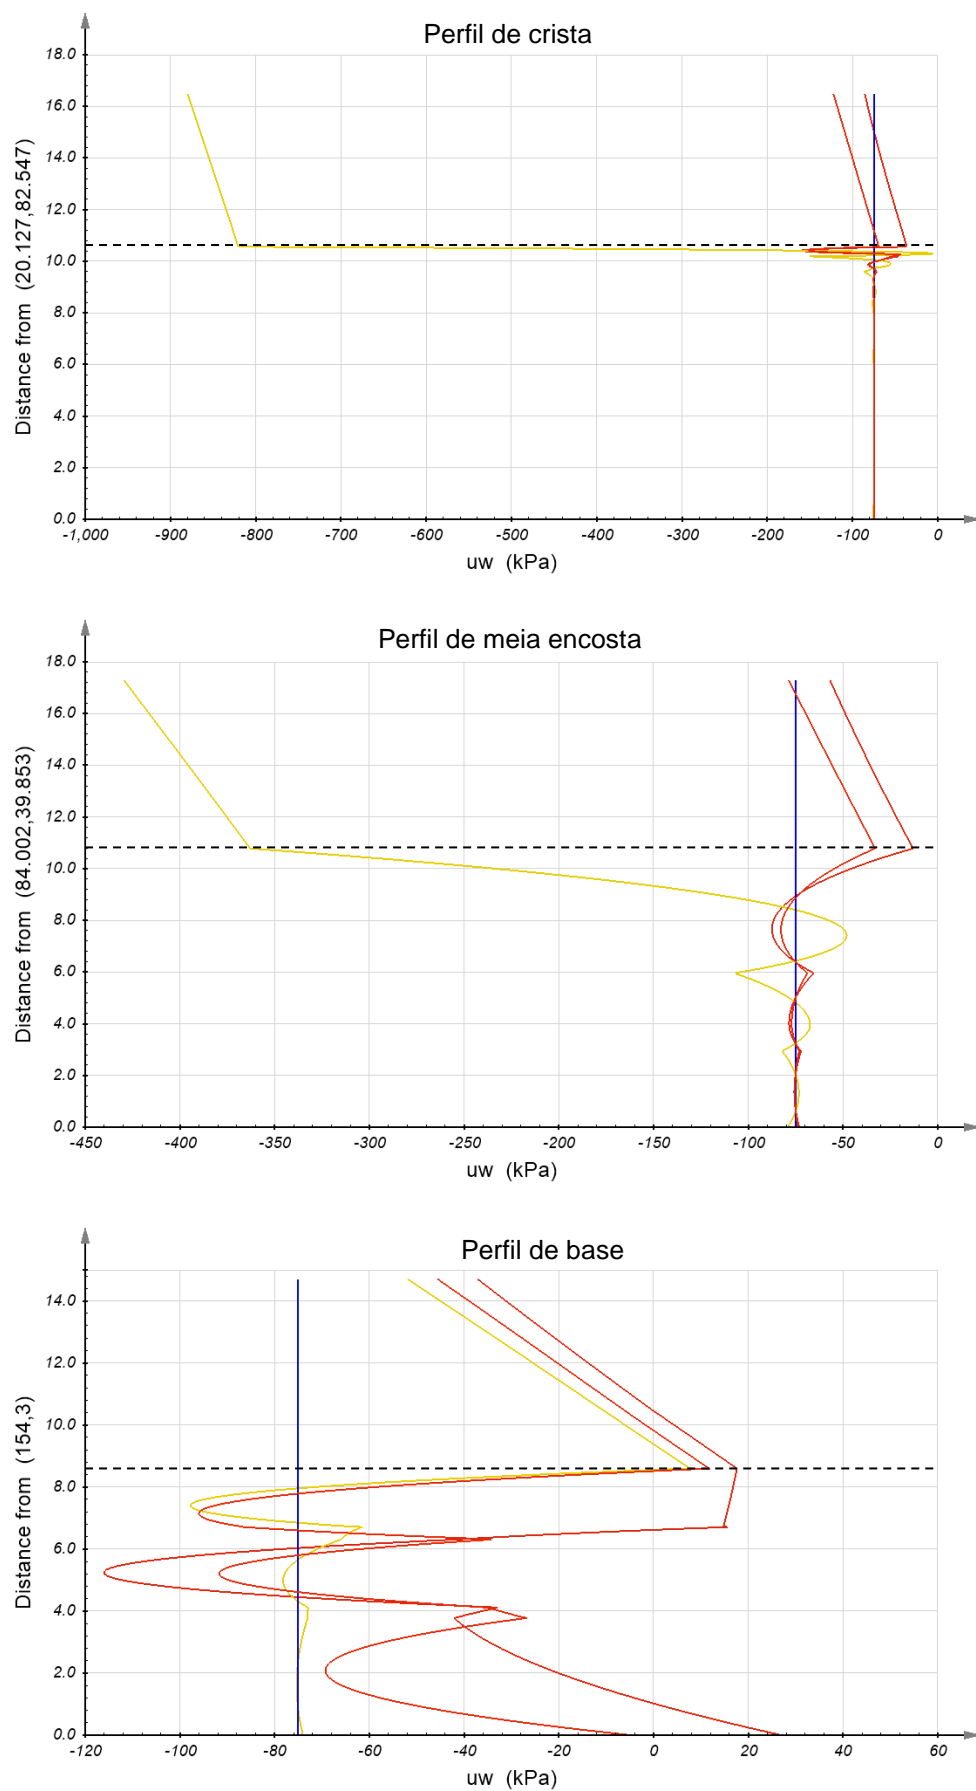 Perfil de crista
18.0
16.0
14.0
12.0
10.0
8.0
6.0
4.0
2.0
0.0
Distance from (20.127,82.547)
-1,000 -900 -800 -700 -600 -500 -400 -300 -200 -100 0
uw (kPa)
Perfil de meia encosta
18.0
16.0
14.0
12.0
10.0
8.0
6.0
4.0
2.0
0.0
Distance from (84.002,39.853)
-450 -400 -350 -300 -250 -200 -150 -100 -50 0
uw (kPa)
Perfil de base
14.0
12.0
10.0
8.0
6.0
4.0
2.0
0.0
Distance from (154,3)
-120 -100 -80 -60 -40 -20 0 20 40 60
uw (kPa)